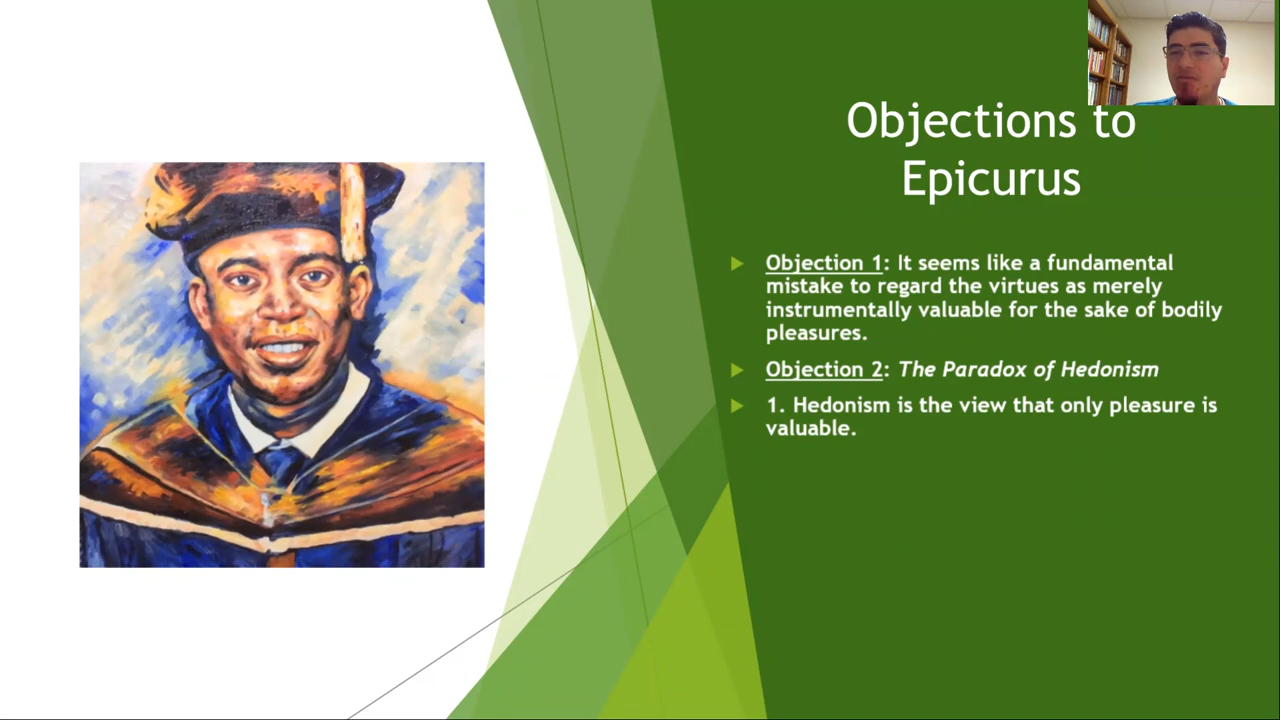 Objections to
Epicurus
Objection 1: It seems like a fundamental
mistake to regard the virtues as merely
instrumentally valuable for the sake of bodily
pleasures.
Objection 2: The Paradox of Hedonism
1. Hedonism is the view that only pleasure is
valuable.